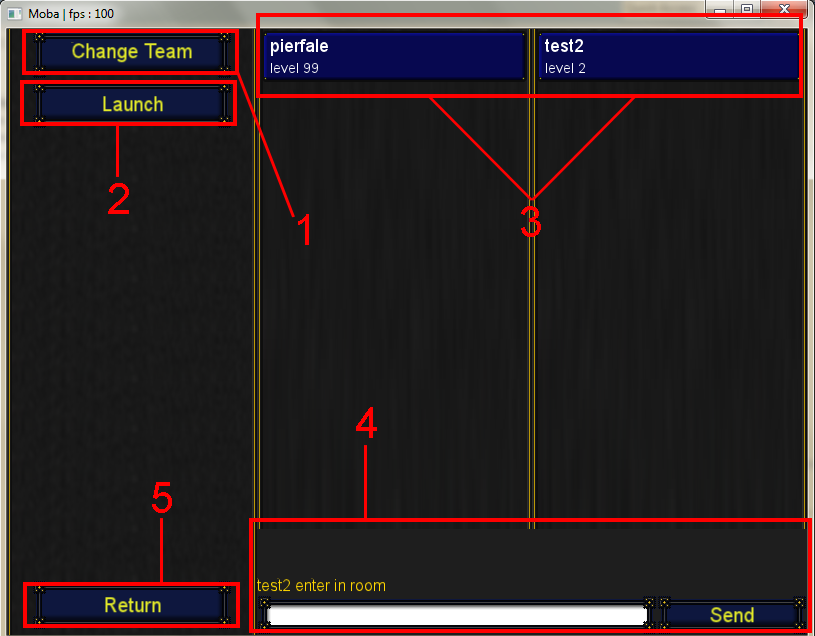 Moba | fps : 100
Change Team
Launch
pierfale
level 99
test2
level 2
2
1
3
4
5
test2 enter in room
Return
Send